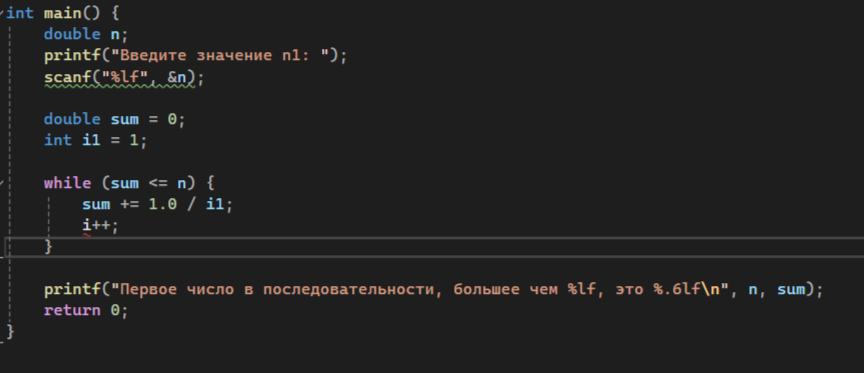 int main() {
double n;
printf("Введите значение n1: ");
scanf("%lf", &n);
double sum = 0;
int i1 = 1;
while (sum <= n) {
sum += 1.0 / i1;
i++;
}
printf("Первое число в последовательности, большее чем %lf, это %.6lf\n", n, sum);
return 0;
}